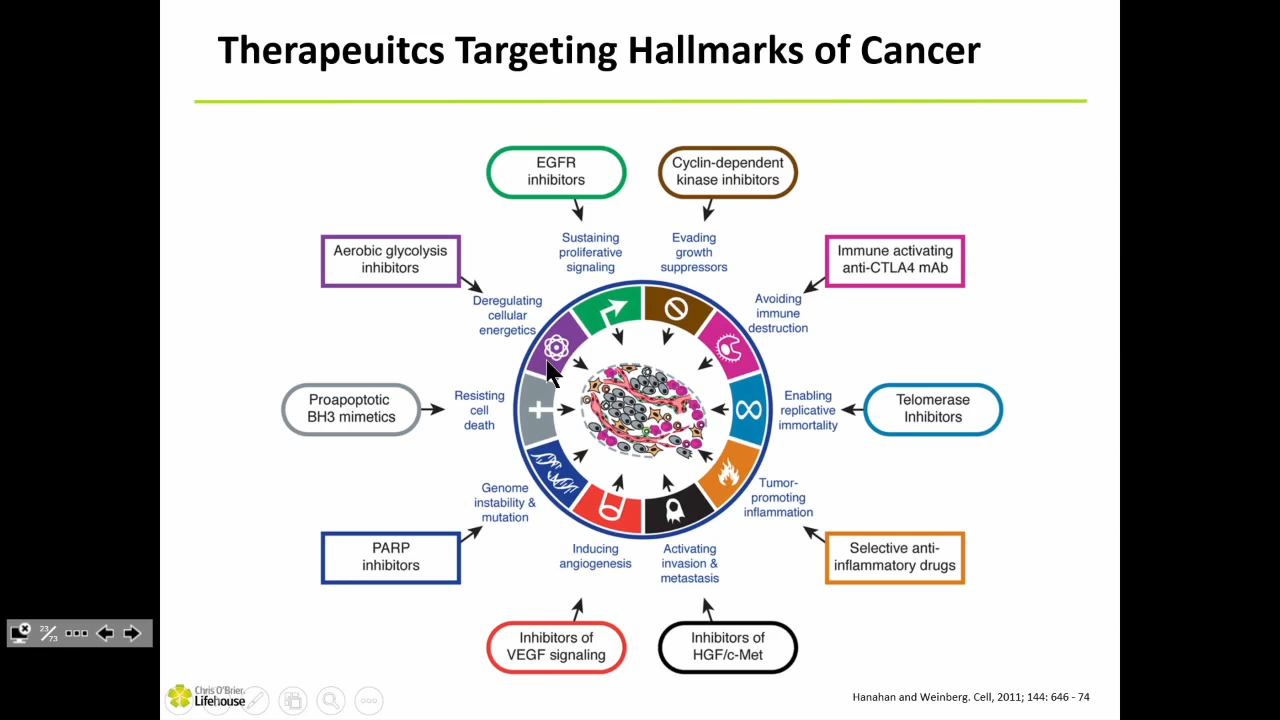 Therapeuitcs Targeting Hallmarks of Cancer
EGFR
inhibitors
Cyclin-dependent
kinase inhibitors
Aerobic glycolysis
inhibitors
Sustaining
proliferative
signaling
Evading
growth
suppressors
Immune activating
anti-CTLA4 mAb
Deregulating
cellular
energetics
Avoiding
immune
destruction
Proapoptotic
BH3 mimetics
Resisting
cell
death
Enabling
replicative
immortality
Telomerase
Inhibitors
Genome
instability &
mutation
Tumor-
promoting
inflammation
PARP
inhibitors
Inducing
angiogenesis
Activating
invasion &
metastasis
Selective anti-
inflammatory drugs
Inhibitors of
VEGF signaling
Inhibitors of
HGF/c-Met
23/73
Chris O'Brien
Lifehouse
Hanahan and Weinberg. Cell, 2011; 144: 646 - 74